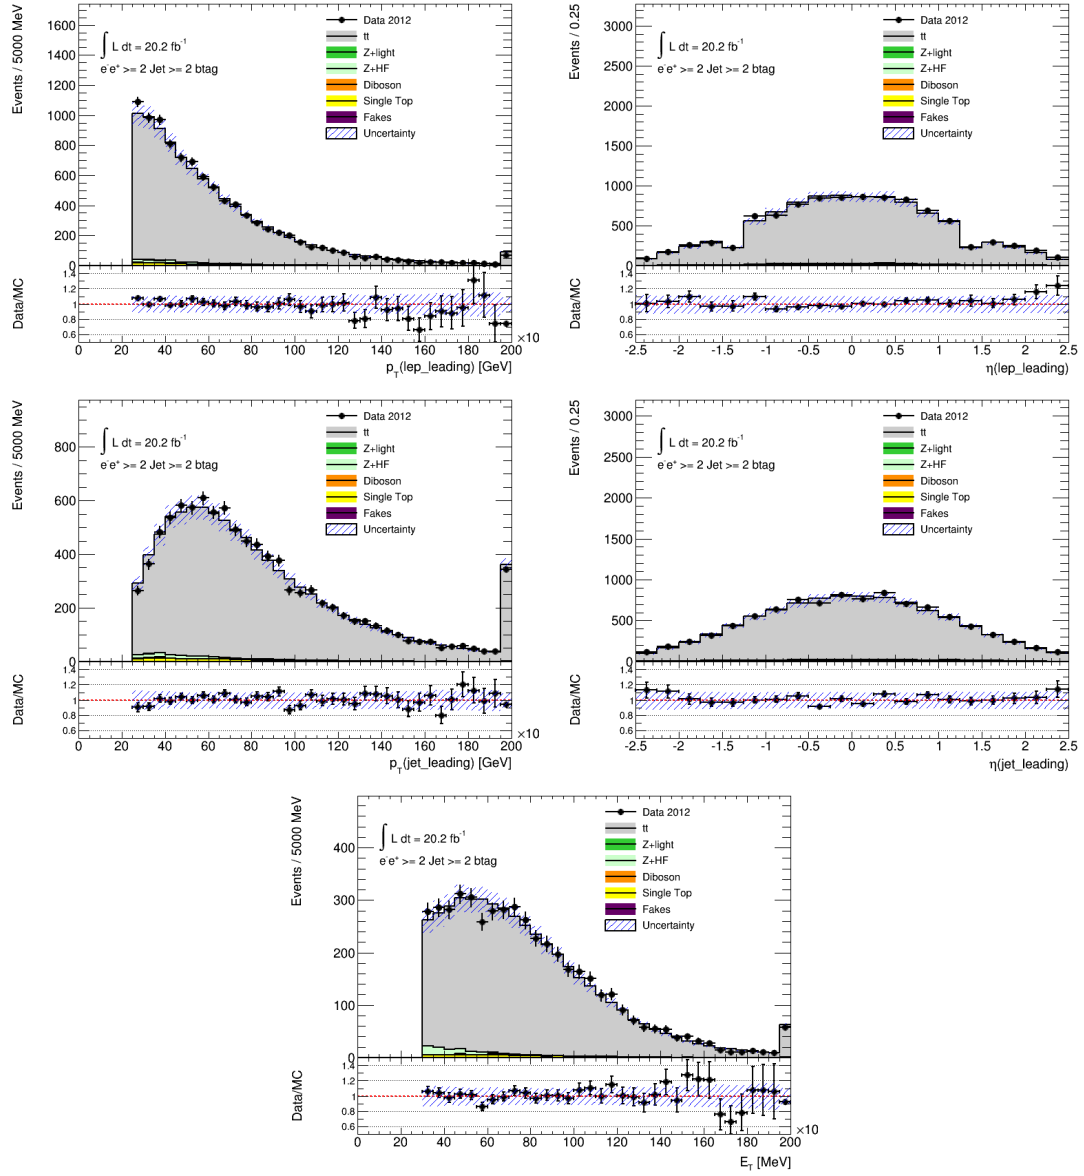 Events / 5000 MeV
1600
1400
1200
1000
800
600
400
200
0
∫ L dt = 20.2 fb⁻¹
e⁻e⁺ >= 2 Jet >= 2 btag
Data 2012
tt
Z+light
Z+HF
Diboson
Single Top
Fakes
Uncertainty
Data/MC
1.4
1.2
1
0.8
0.6
0 20 40 60 80 100 120 140 160 180 200
×10
p_T(lep_leading) [GeV]
Events / 0.25
3000
2500
2000
1500
1000
500
0
∫ L dt = 20.2 fb⁻¹
e⁻e⁺ >= 2 Jet >= 2 btag
Data 2012
tt
Z+light
Z+HF
Diboson
Single Top
Fakes
Uncertainty
Data/MC
1.4
1.2
1
0.8
0.6
-2.5 -2 -1.5 -1 -0.5 0 0.5 1 1.5 2 2.5
η(lep_leading)
Events / 5000 MeV
800
600
400
200
0
∫ L dt = 20.2 fb⁻¹
e⁻e⁺ >= 2 Jet >= 2 btag
Data 2012
tt
Z+light
Z+HF
Diboson
Single Top
Fakes
Uncertainty
Data/MC
1.4
1.2
1
0.8
0.6
0 20 40 60 80 100 120 140 160 180 200
×10
p_T(jet_leading) [GeV]
Events / 0.25
3000
2500
2000
1500
1000
500
0
∫ L dt = 20.2 fb⁻¹
e⁻e⁺ >= 2 Jet >= 2 btag
Data 2012
tt
Z+light
Z+HF
Diboson
Single Top
Fakes
Uncertainty
Data/MC
1.4
1.2
1
0.8
0.6
-2.5 -2 -1.5 -1 -0.5 0 0.5 1 1.5 2 2.5
η(jet_leading)
Events / 5000 MeV
400
300
200
100
0
∫ L dt = 20.2 fb⁻¹
e⁻e⁺ >= 2 Jet >= 2 btag
Data 2012
tt
Z+light
Z+HF
Diboson
Single Top
Fakes
Uncertainty
Data/MC
1.4
1.2
1
0.8
0.6
0 20 40 60 80 100 120 140 160 180 200
×10
E_T [MeV]